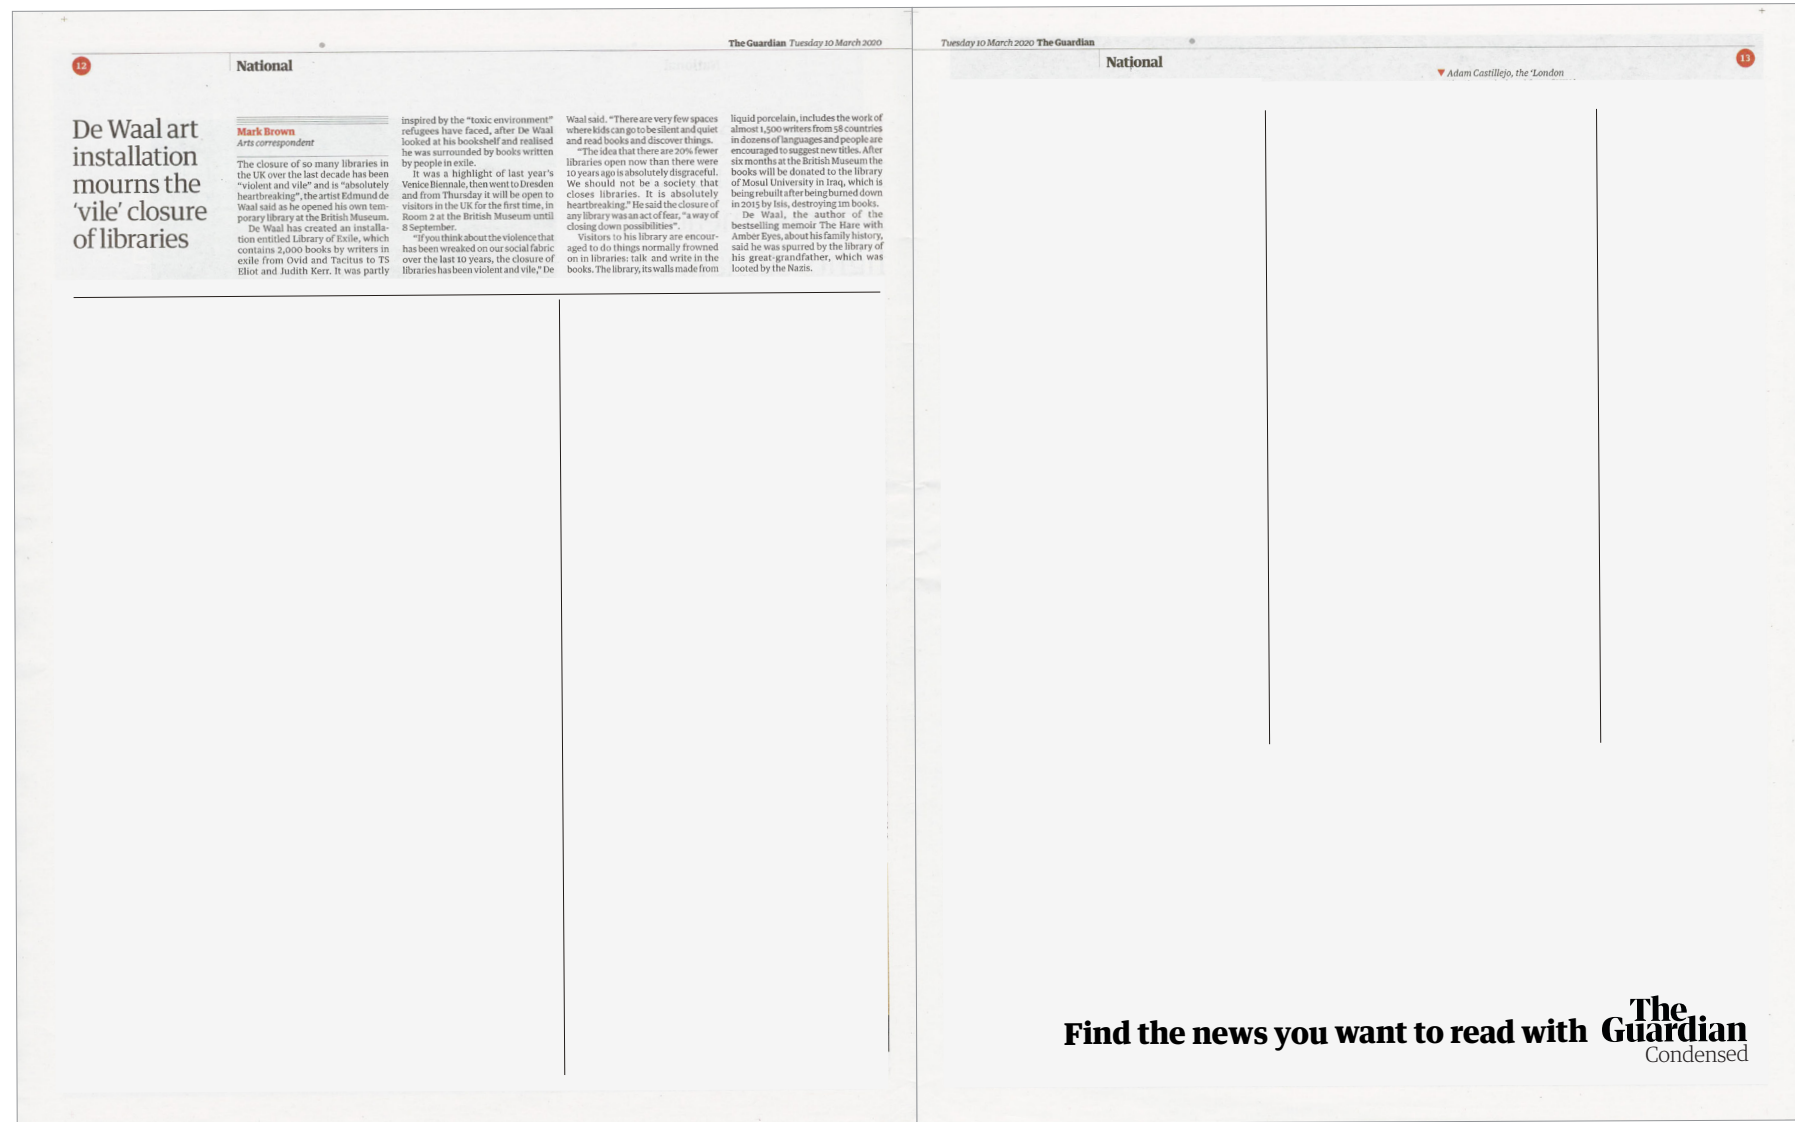 The Guardian Tuesday 10 March 2020
12
National
De Waal art
installation
mourns the
‘vile’ closure
of libraries
Mark Brown
Arts correspondent
The closure of so many libraries in
the UK over the last decade has been
“violent and vile” and is “absolutely
heartbreaking”, the artist Edmund de
Waal said as he opened his own tem-
porary library at the British Museum.
De Waal has created an installa-
tion entitled Library of Exile, which
contains 2,000 books by writers in
exile from Ovid and Tacitus to TS
Eliot and Judith Kerr. It was partly
inspired by the “toxic environment”
refugees have faced, after De Waal
looked at his bookshelf and realised
he was surrounded by books written
by people in exile.
It was a highlight of last year’s
Venice Biennale, then went to Dresden
and from Thursday it will be open to
visitors in the UK for the first time, in
Room 2 at the British Museum until
8 September.
“If you think about the violence that
has been wreaked on our social fabric
over the last 10 years, the closure of
libraries has been violent and vile,” De
Waal said. “There are very few spaces
where kids can go to be silent and quiet
and read books and discover things.
“The idea that there are 20% fewer
libraries open now than there were
10 years ago is absolutely disgraceful.
We should not be a society that
closes libraries. It is absolutely
heartbreaking.” He said the closure of
any library was an act of fear, “a way of
closing down possibilities”.
Visitors to his library are encour-
aged to do things normally frowned
on in libraries: talk and write in the
books. The library, its walls made from
liquid porcelain, includes the work of
almost 1,500 writers from 58 countries
in dozens of languages and people are
encouraged to suggest new titles. After
six months at the British Museum the
books will be donated to the library
of Mosul University in Iraq, which is
being rebuilt after being burned down
in 2015 by Isis, destroying 1m books.
De Waal, the author of the
bestselling memoir The Hare with
Amber Eyes, about his family history,
said he was spurred by the library of
his great-grandfather, which was
looted by the Nazis.
Tuesday 10 March 2020 The Guardian
National
13
▼ Adam Castillejo, the ‘London
Find the news you want to read with
The
Guardian
Condensed